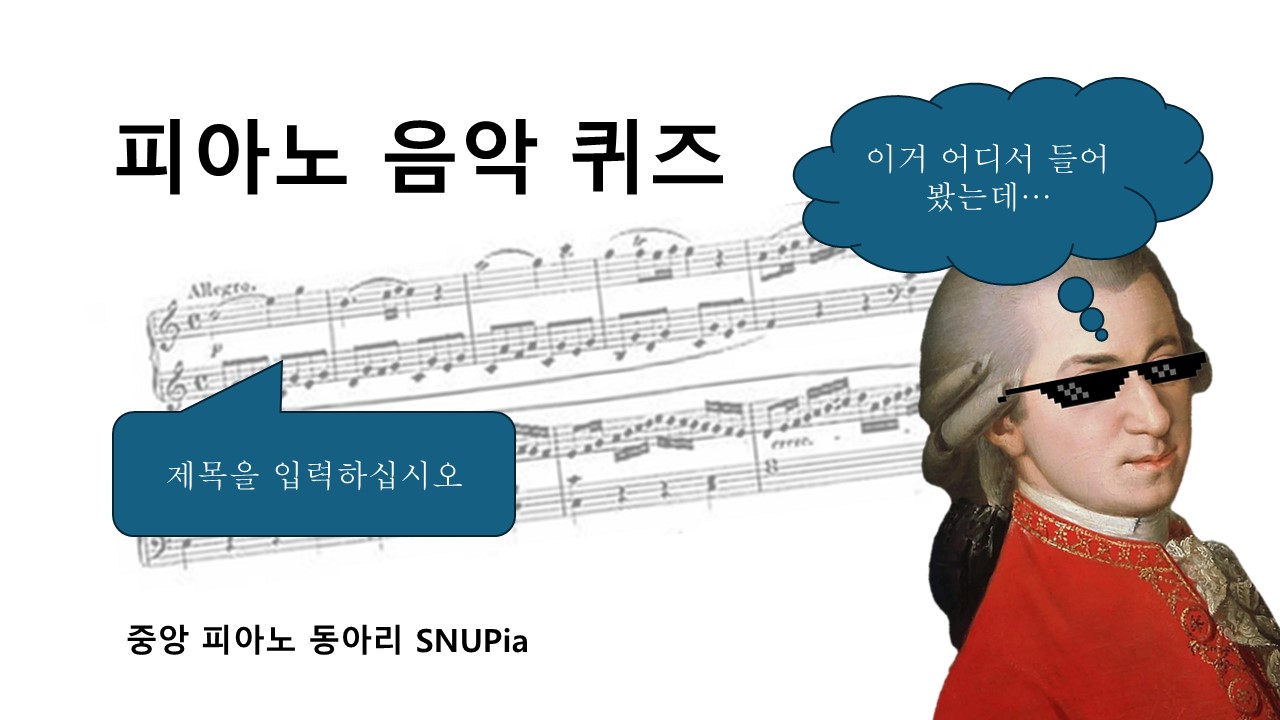 피아노 음악 퀴즈
이거 어디서 들어
봤는데…
Allegro.
p
제목을 입력하십시오
cresc.
중앙 피아노 동아리 SNUPia